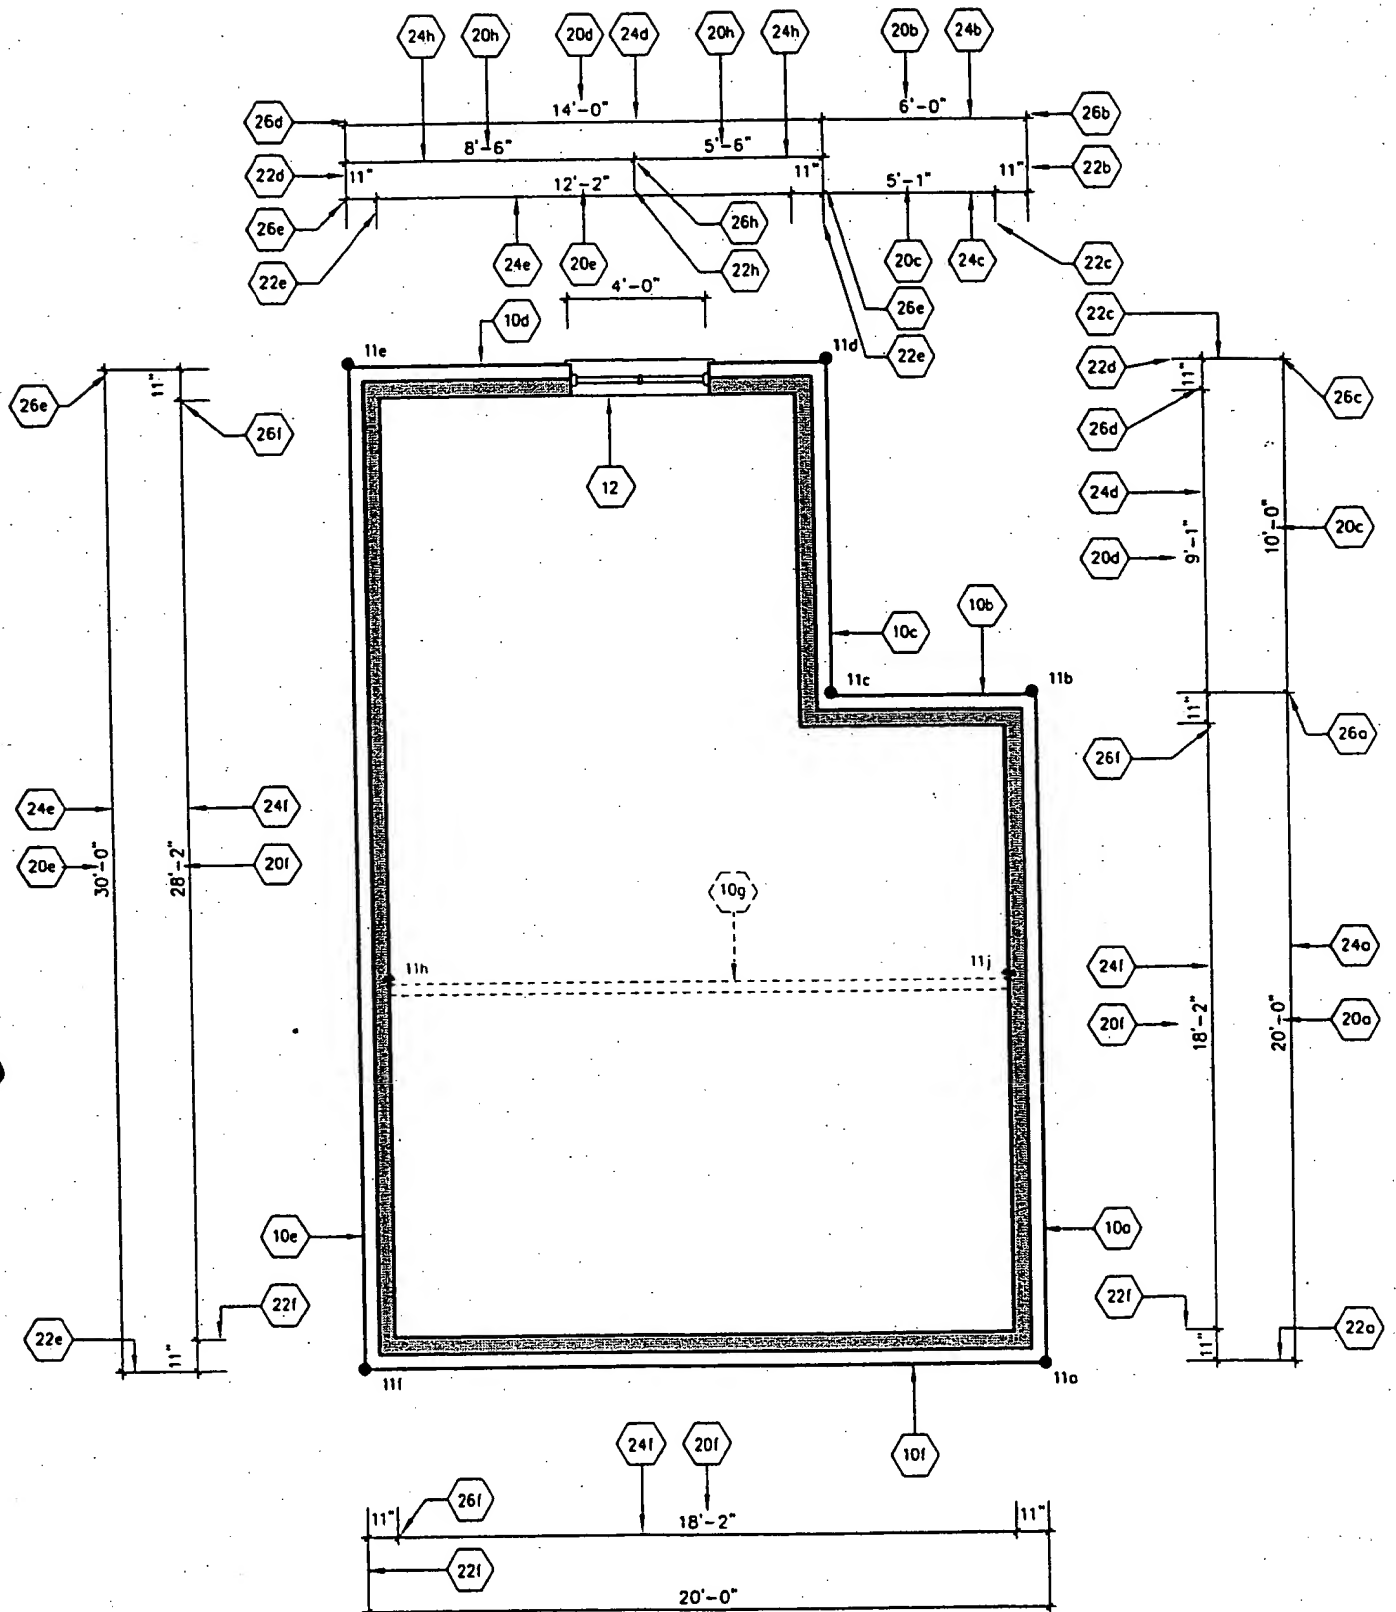 24h 20h 20d 24d 20h 24h 20b 24b
14'-0" 6'-0"
26d 26b
8'-6" 5'-6"
22d 11" 11" 11" 22b
12'-2" 5'-1"
26e 26h
24e 20e 22h 20c 24c 22c
22e
4'-0" 26e
10d 22c
11e 11d 22e
22d 11"
26e 11" 26c
26f 26d
12 24d
9'-1" 10'-0" 20c
20d
10b
10c
11c 11b
11" 26a
26f
24e 24f
20e 30'-0" 28'-2" 20f
10g
24a
11h 11j 24f
20f 18'-2" 20'-0" 20a
10e 10a
22f 22f
22e 11" 11" 22a
11f 11a
24f 20f 10f
26f
11" 18'-2" 11"
22f
20'-0"